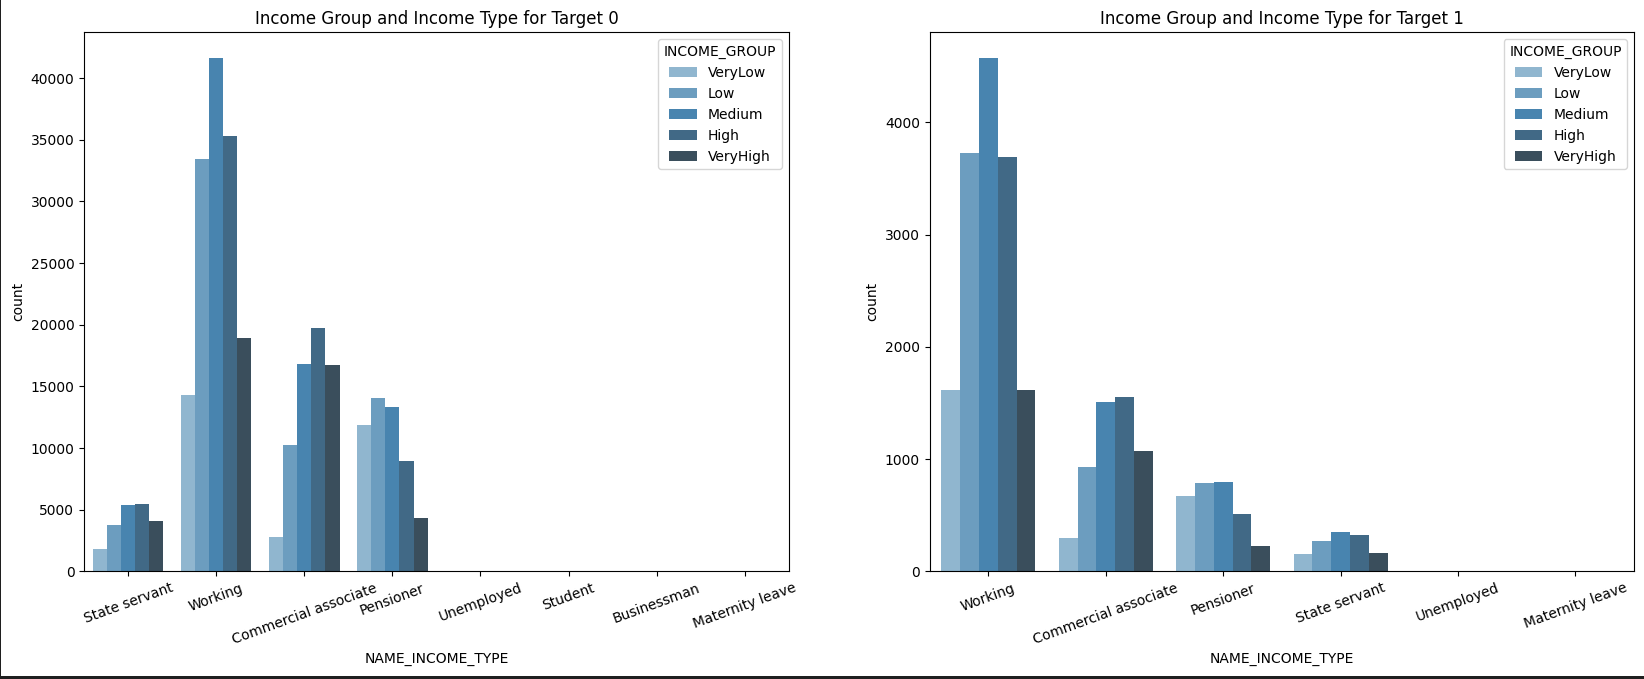 Income Group and Income Type for Target 0
INCOME_GROUP
VeryLow
Low
Medium
High
VeryHigh
40000
35000
30000
25000
20000
15000
10000
5000
0
count
State servant
Working
Commercial associate
Pensioner
Unemployed
Student
Businessman
Maternity leave
NAME_INCOME_TYPE
Income Group and Income Type for Target 1
INCOME_GROUP
VeryLow
Low
Medium
High
VeryHigh
4000
3000
2000
1000
0
count
Working
Commercial associate
Pensioner
State servant
Unemployed
Maternity leave
NAME_INCOME_TYPE